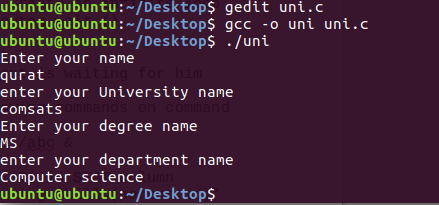 ubuntu@ubuntu:~/Desktop$ gedit uni.c
ubuntu@ubuntu:~/Desktop$ gcc -o uni uni.c
ubuntu@ubuntu:~/Desktop$ ./uni
Enter your name
qurat
enter your University name
comsats
Enter your degree name
MS
enter your department name
Computer science
ubuntu@ubuntu:~/Desktop$